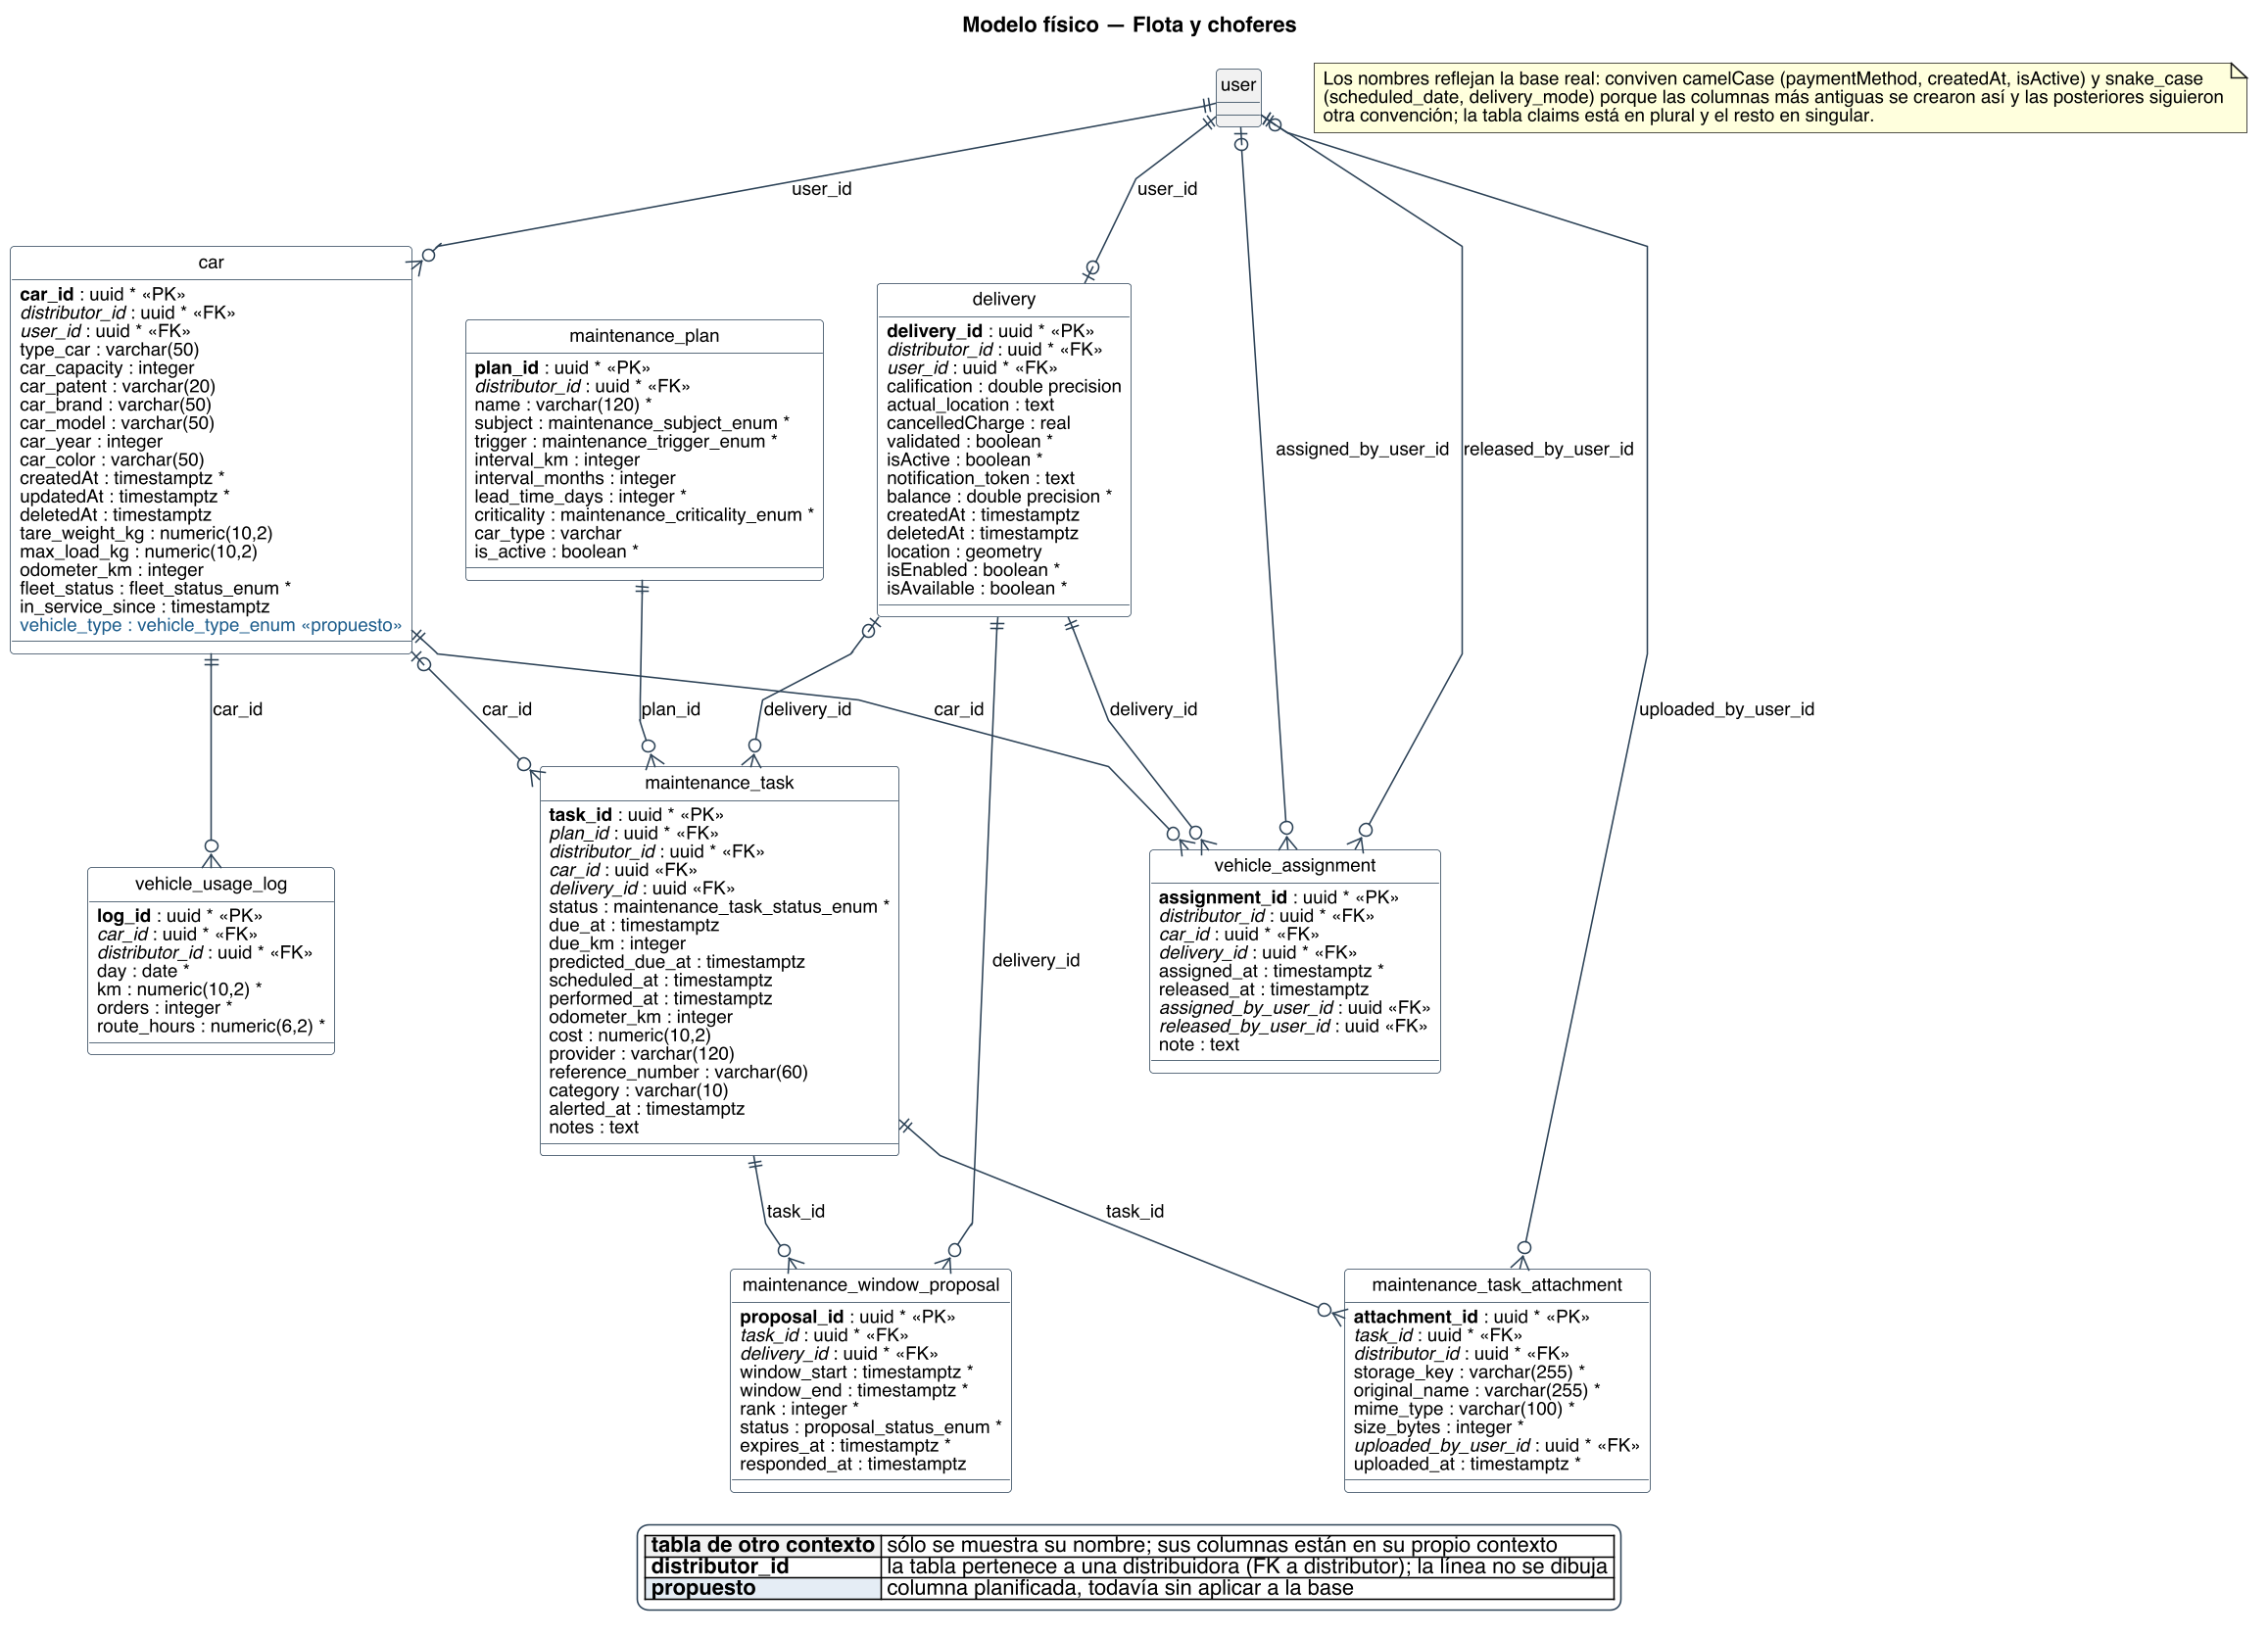 Modelo físico — Flota y choferes
user
Los nombres reflejan la base real: conviven camelCase (paymentMethod, createdAt, isActive) y snake_case
(scheduled_date, delivery_mode) porque las columnas más antiguas se crearon así y las posteriores siguieron
otra convención; la tabla claims está en plural y el resto en singular.
user_id
user_id
car
car_id : uuid * «PK»
distributor_id : uuid * «FK»
user_id : uuid * «FK»
type_car : varchar(50)
car_capacity : integer
car_patent : varchar(20)
car_brand : varchar(50)
car_model : varchar(50)
car_year : integer
car_color : varchar(50)
createdAt : timestamptz *
updatedAt : timestamptz *
deletedAt : timestamptz
tare_weight_kg : numeric(10,2)
max_load_kg : numeric(10,2)
odometer_km : integer
fleet_status : fleet_status_enum *
in_service_since : timestamptz
vehicle_type : vehicle_type_enum «propuesto»
maintenance_plan
plan_id : uuid * «PK»
distributor_id : uuid * «FK»
name : varchar(120) *
subject : maintenance_subject_enum *
trigger : maintenance_trigger_enum *
interval_km : integer
interval_months : integer
lead_time_days : integer *
criticality : maintenance_criticality_enum *
car_type : varchar
is_active : boolean *
delivery
delivery_id : uuid * «PK»
distributor_id : uuid * «FK»
user_id : uuid * «FK»
calification : double precision
actual_location : text
cancelledCharge : real
validated : boolean *
isActive : boolean *
notification_token : text
balance : double precision *
createdAt : timestamptz
deletedAt : timestamptz
location : geometry
isEnabled : boolean *
isAvailable : boolean *
assigned_by_user_id
released_by_user_id
car_id
car_id
plan_id
delivery_id
car_id
delivery_id
uploaded_by_user_id
vehicle_usage_log
log_id : uuid * «PK»
car_id : uuid * «FK»
distributor_id : uuid * «FK»
day : date *
km : numeric(10,2) *
orders : integer *
route_hours : numeric(6,2) *
maintenance_task
task_id : uuid * «PK»
plan_id : uuid * «FK»
distributor_id : uuid * «FK»
car_id : uuid «FK»
delivery_id : uuid «FK»
status : maintenance_task_status_enum *
due_at : timestamptz
due_km : integer
predicted_due_at : timestamptz
scheduled_at : timestamptz
performed_at : timestamptz
odometer_km : integer
cost : numeric(10,2)
provider : varchar(120)
reference_number : varchar(60)
category : varchar(10)
alerted_at : timestamptz
notes : text
delivery_id
vehicle_assignment
assignment_id : uuid * «PK»
distributor_id : uuid * «FK»
car_id : uuid * «FK»
delivery_id : uuid * «FK»
assigned_at : timestamptz *
released_at : timestamptz
assigned_by_user_id : uuid «FK»
released_by_user_id : uuid «FK»
note : text
task_id
task_id
maintenance_window_proposal
proposal_id : uuid * «PK»
task_id : uuid * «FK»
delivery_id : uuid * «FK»
window_start : timestamptz *
window_end : timestamptz *
rank : integer *
status : proposal_status_enum *
expires_at : timestamptz *
responded_at : timestamptz
maintenance_task_attachment
attachment_id : uuid * «PK»
task_id : uuid * «FK»
distributor_id : uuid * «FK»
storage_key : varchar(255) *
original_name : varchar(255) *
mime_type : varchar(100) *
size_bytes : integer *
uploaded_by_user_id : uuid * «FK»
uploaded_at : timestamptz *
tabla de otro contexto sólo se muestra su nombre; sus columnas están en su propio contexto
distributor_id la tabla pertenece a una distribuidora (FK a distributor); la línea no se dibuja
propuesto columna planificada, todavía sin aplicar a la base